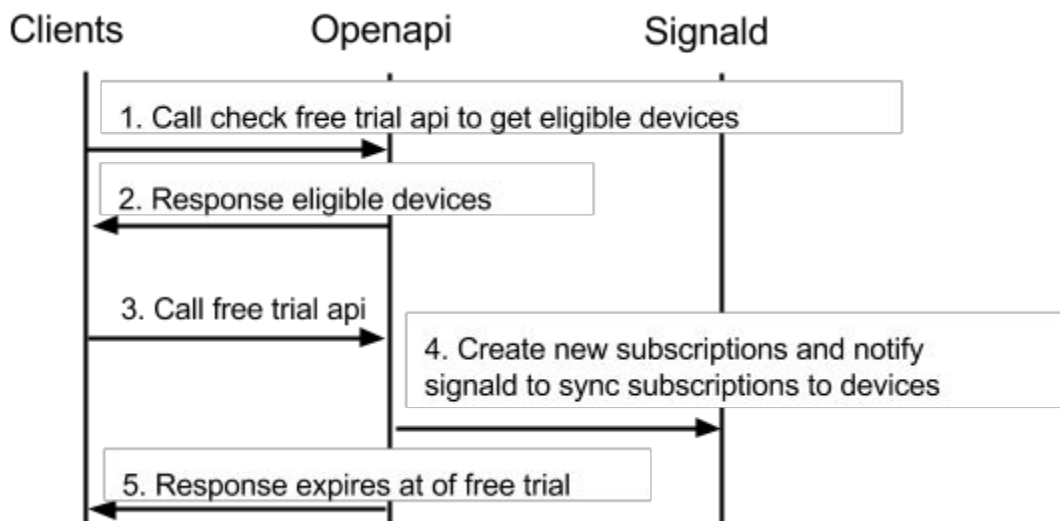 Clients Openapi Signald
1. Call check free trial api to get eligible devices
2. Response eligible devices
3. Call free trial api
4. Create new subscriptions and notify
signald to sync subscriptions to devices
5. Response expires at of free trial